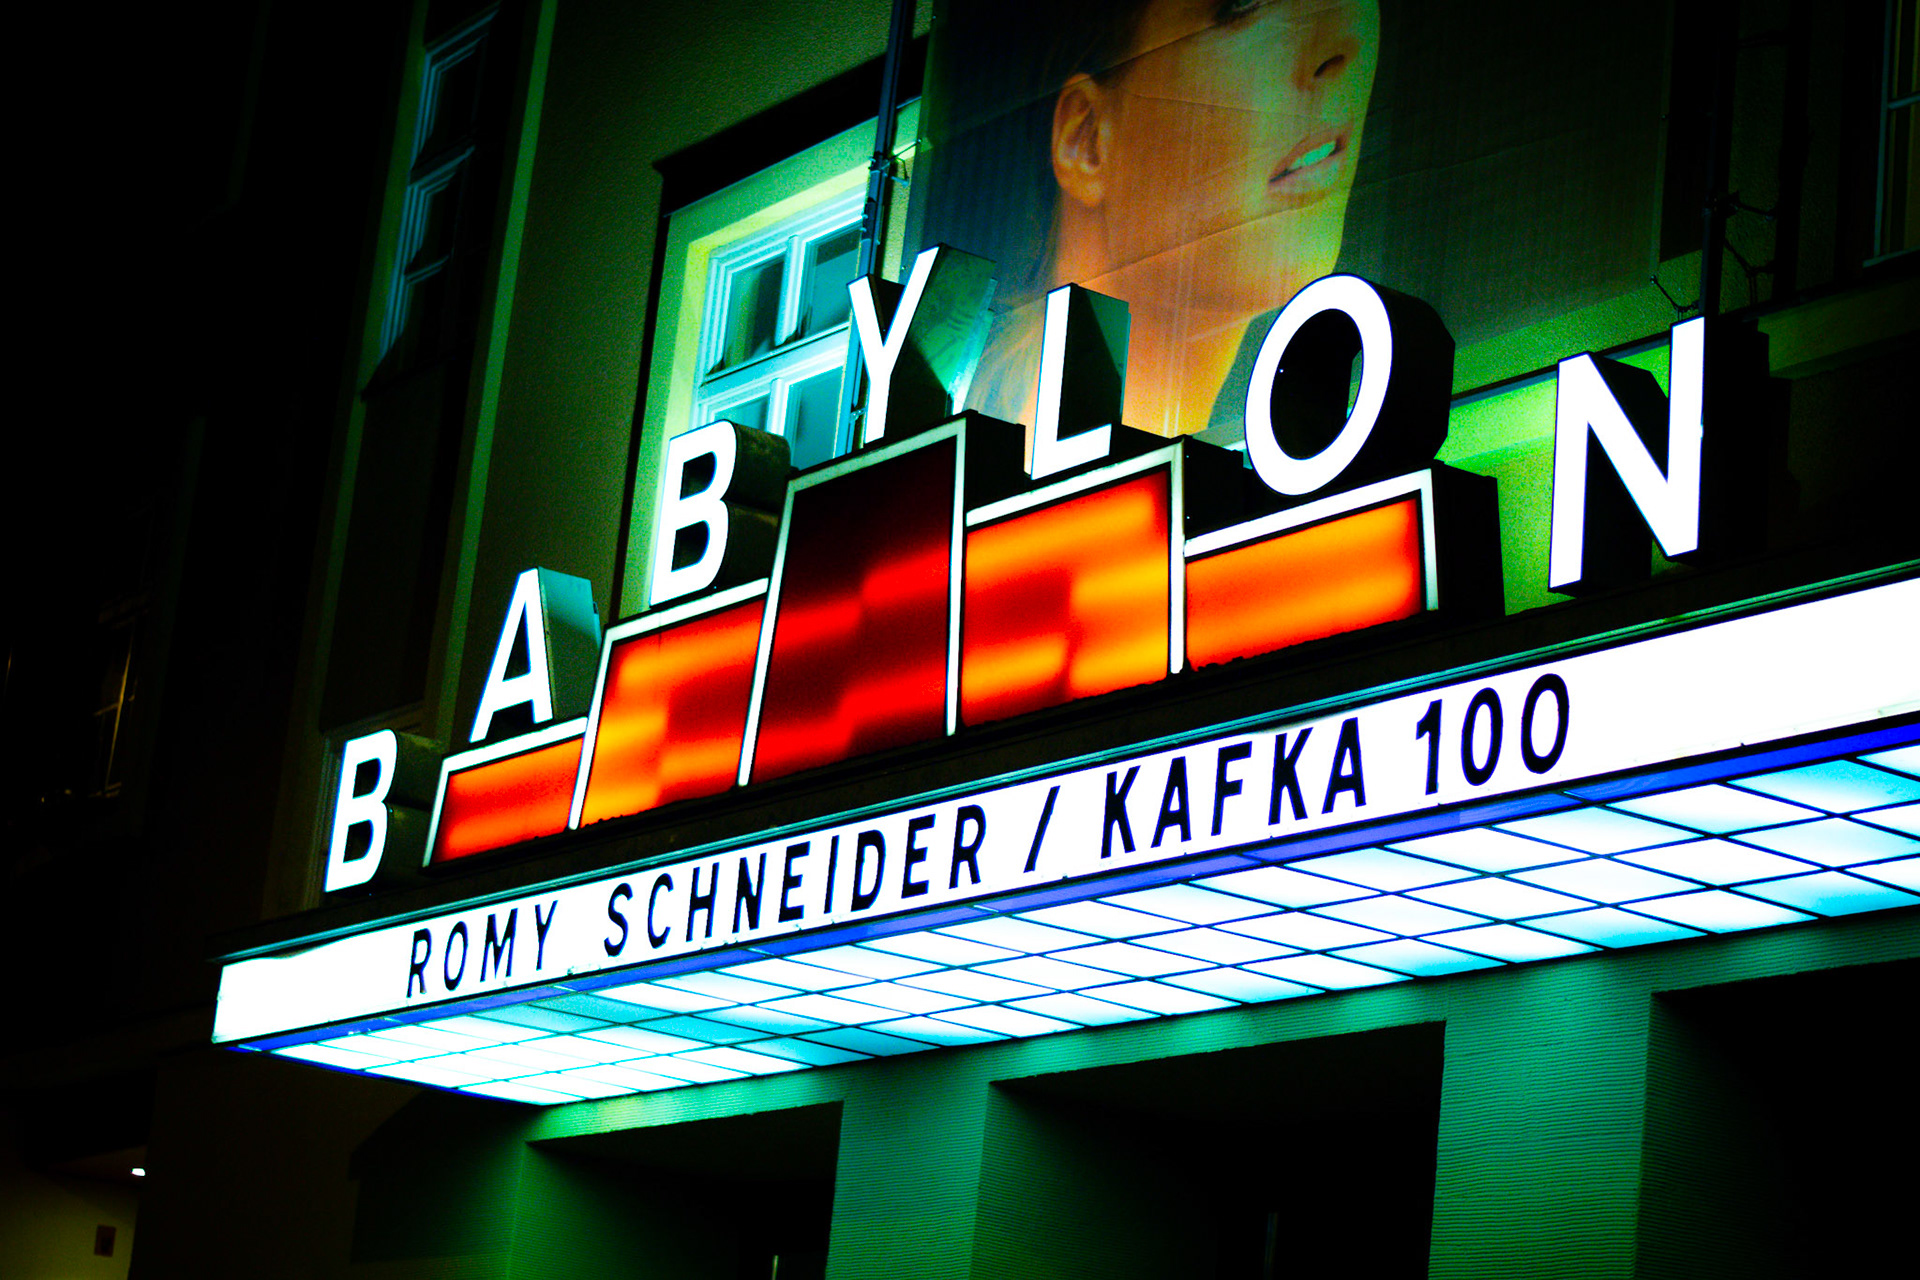 BABYLON
ROMY SCHNEIDER / KAFKA 100